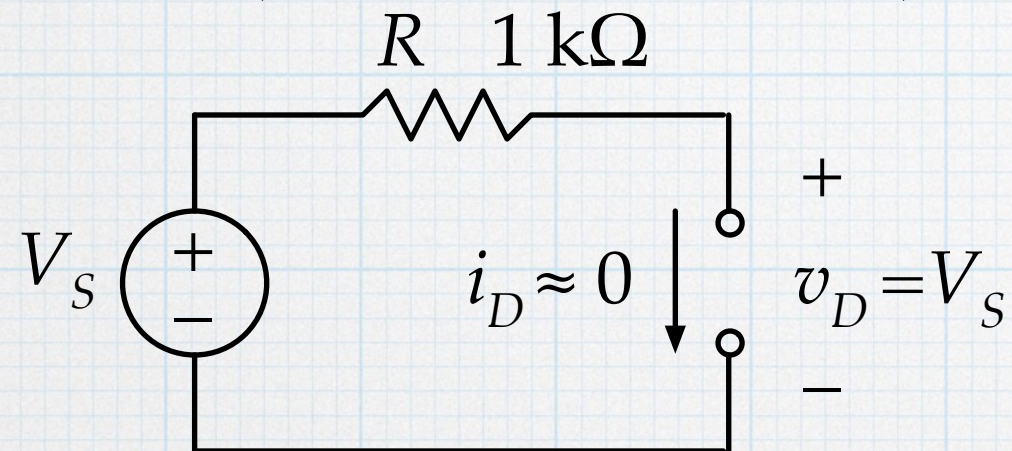 R 1 kΩ
+
V_S
+
−
i_D ≈ 0
v_D = V_S
−